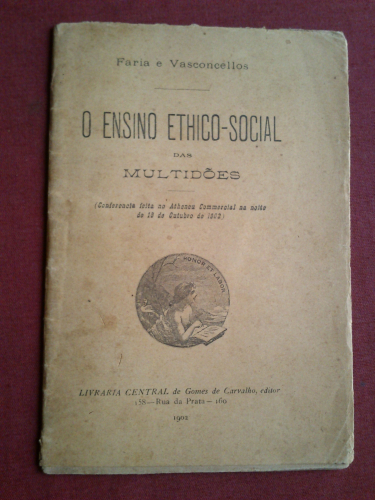 Faria e Vasconcellos
O ENSINO ETHICO-SOCIAL
DAS
MULTIDÕES
(Conferencia feita no Atheneu Commercial na noite
de 18 de Outubro de 1902)
HONOR ET LABOR
LIVRARIA CENTRAL de Gomes de Carvalho, editor
158—Rua da Prata—160
1902